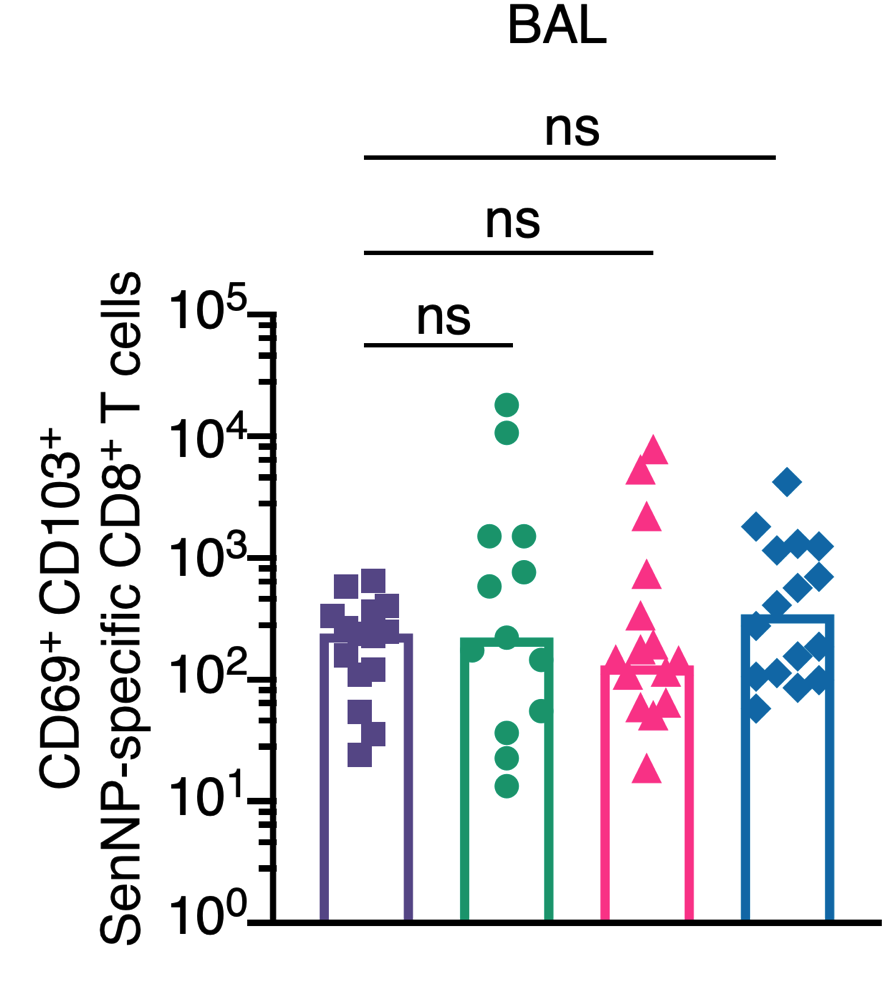 BAL
ns
ns
ns
CD69⁺ CD103⁺
SenNP-specific CD8⁺ T cells
10⁵
10⁴
10³
10²
10¹
10⁰